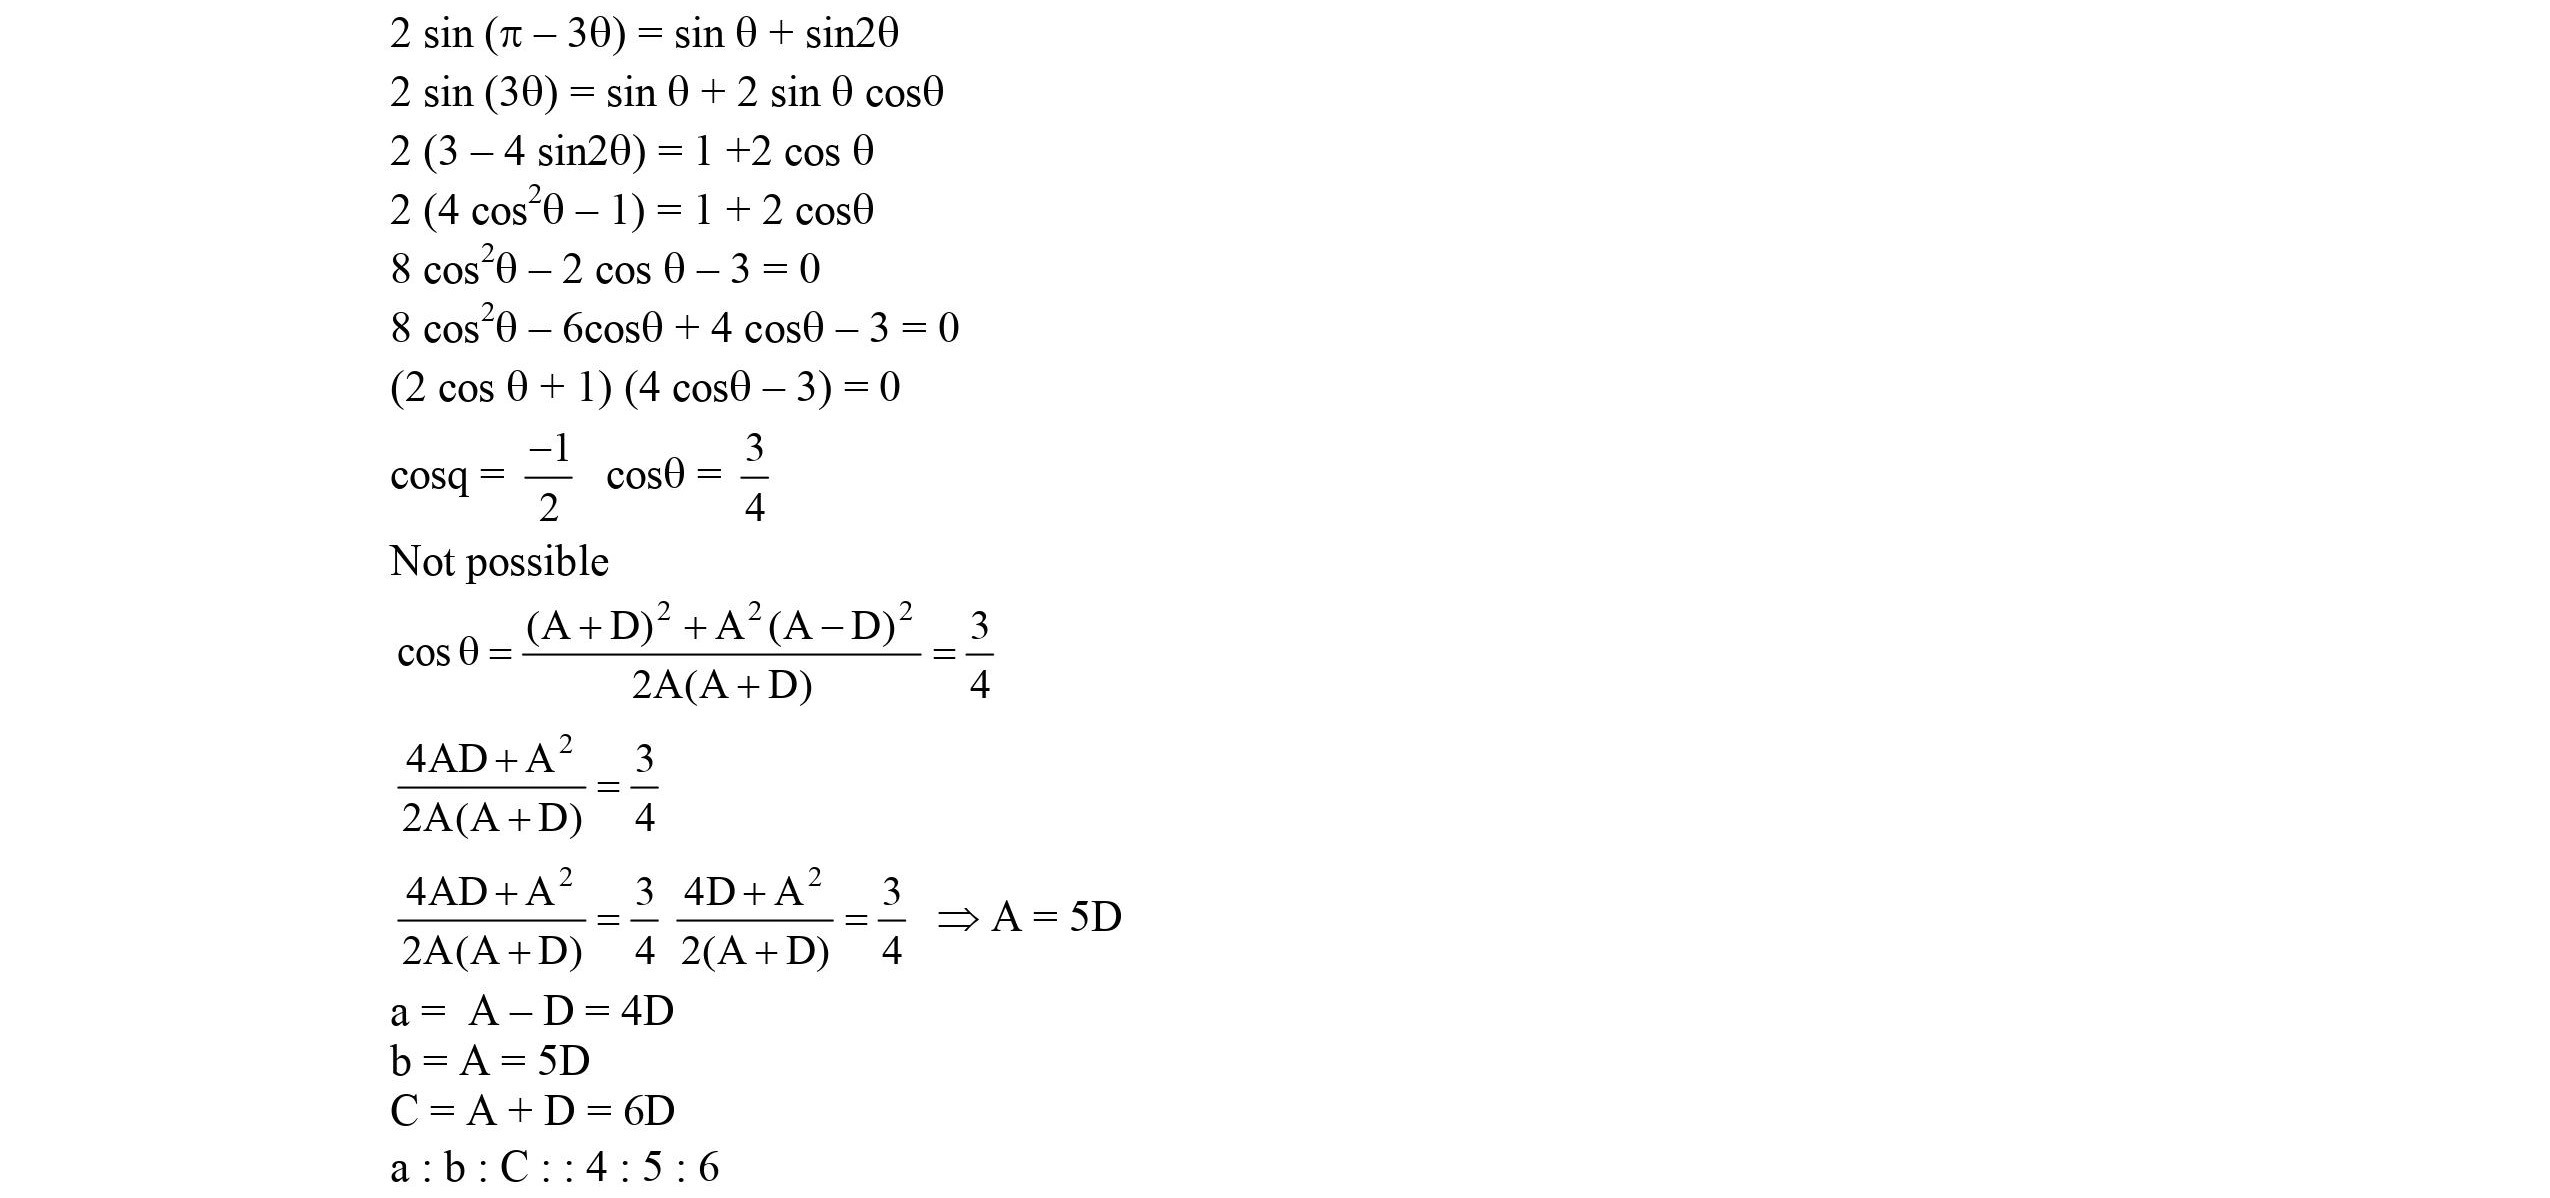 2 sin (π – 3θ) = sin θ + sin2θ
2 sin (3θ) = sin θ + 2 sin θ cosθ
2 (3 – 4 sin2θ) = 1 +2 cos θ
2 (4 cos²θ – 1) = 1 + 2 cosθ
8 cos²θ – 2 cos θ – 3 = 0
8 cos²θ – 6cosθ + 4 cosθ – 3 = 0
(2 cos θ + 1) (4 cosθ – 3) = 0
cosq = −1/2 cosθ = 3/4
Not possible
cos θ = ((A + D)² + A² (A − D)²)/(2A(A + D)) = 3/4
(4AD + A²)/(2A(A + D)) = 3/4
(4AD + A²)/(2A(A + D)) = 3/4 (4D + A²)/(2(A + D)) = 3/4 ⇒ A = 5D
a = A – D = 4D
b = A = 5D
C = A + D = 6D
a : b : C : : 4 : 5 : 6